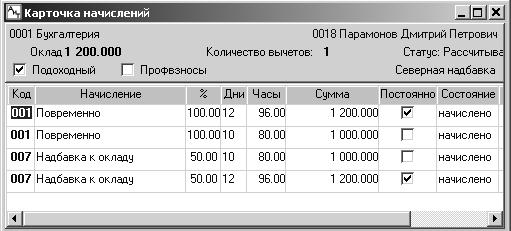 Карточка начислений
0001 Бухгалтерия 0018 Парамонов Дмитрий Петрович
Оклад 1 200.000 Количество вычетов: 1 Статус: Рассчитыва
Подоходный Профвзносы Северная надбавка
Код Начисление % Дни Часы Сумма Постоянно Состояние
001 Повременно 100.00 12 96.00 1 200.000 начислено
001 Повременно 100.00 10 80.00 1 000.000 начислено
007 Надбавка к окладу 50.00 10 80.00 1 000.000 начислено
007 Надбавка к окладу 50.00 12 96.00 1 200.000 начислено